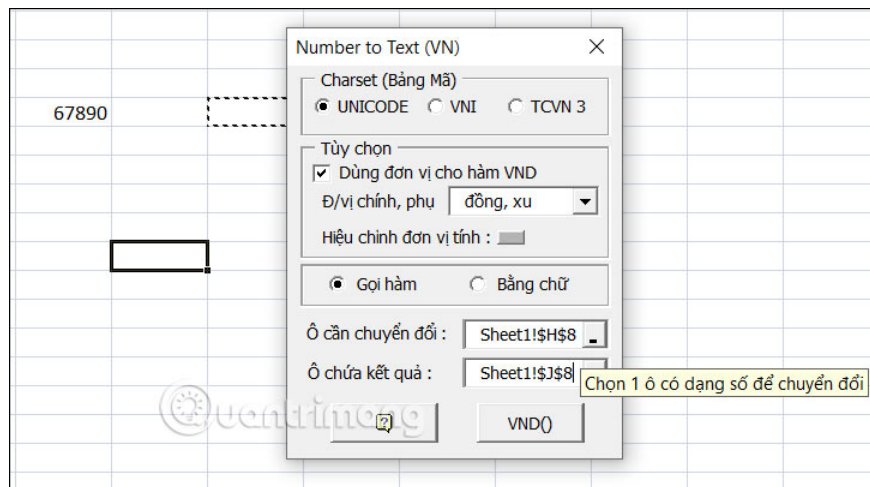 Number to Text (VN)
Charset (Bảng Mã)
UNICODE VNI TCVN 3
67890
Tùy chọn
Dùng đơn vị cho hàm VND
Đ/vị chính, phụ đồng, xu
Hiệu chinh đơn vị tính :
Gọi hàm Bằng chữ
Ô cần chuyển đổi : Sheet1!$H$8
Ô chứa kết quả : Sheet1!$J$8
Chọn 1 ô có dạng số để chuyển đổi
Quantrimang
VND()